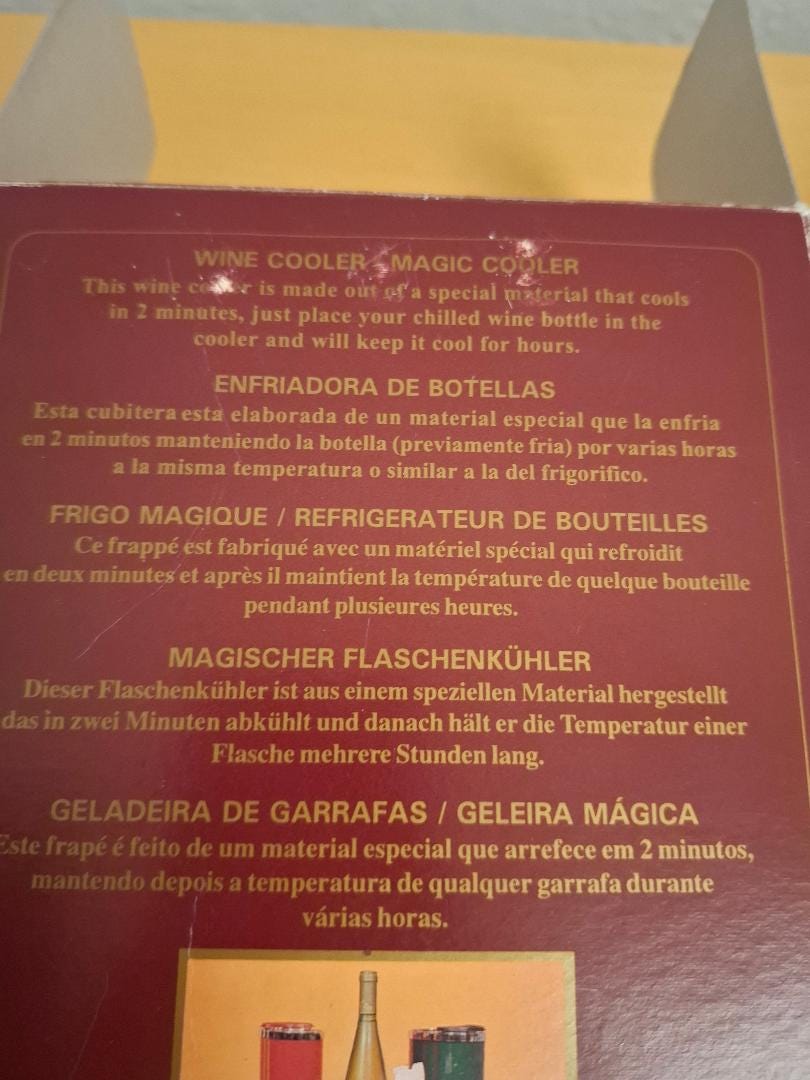 WINE COOLER - MAGIC COOLER
This wine cooler is made out of a special material that cools
in 2 minutes, just place your chilled wine bottle in the
cooler and will keep it cool for hours.
ENFRIADORA DE BOTELLAS
Esta cubitera esta elaborada de un material especial que la enfria
en 2 minutos manteniendo la botella (previamente fria) por varias horas
a la misma temperatura o similar a la del frigorifico.
FRIGO MAGIQUE / REFRIGERATEUR DE BOUTEILLES
Ce frappé est fabriqué avec un matériel spécial qui refroidit
en deux minutes et après il maintient la température de quelque bouteille
pendant plusieures heures.
MAGISCHER FLASCHENKÜHLER
Dieser Flaschenkühler ist aus einem speziellen Material hergestellt
das in zwei Minuten abkühlt und danach hält er die Temperatur einer
Flasche mehrere Stunden lang.
GELADEIRA DE GARRAFAS / GELEIRA MÁGICA
Este frapé é feito de um material especial que arrefece em 2 minutos,
mantendo depois a temperatura de qualquer garrafa durante
várias horas.